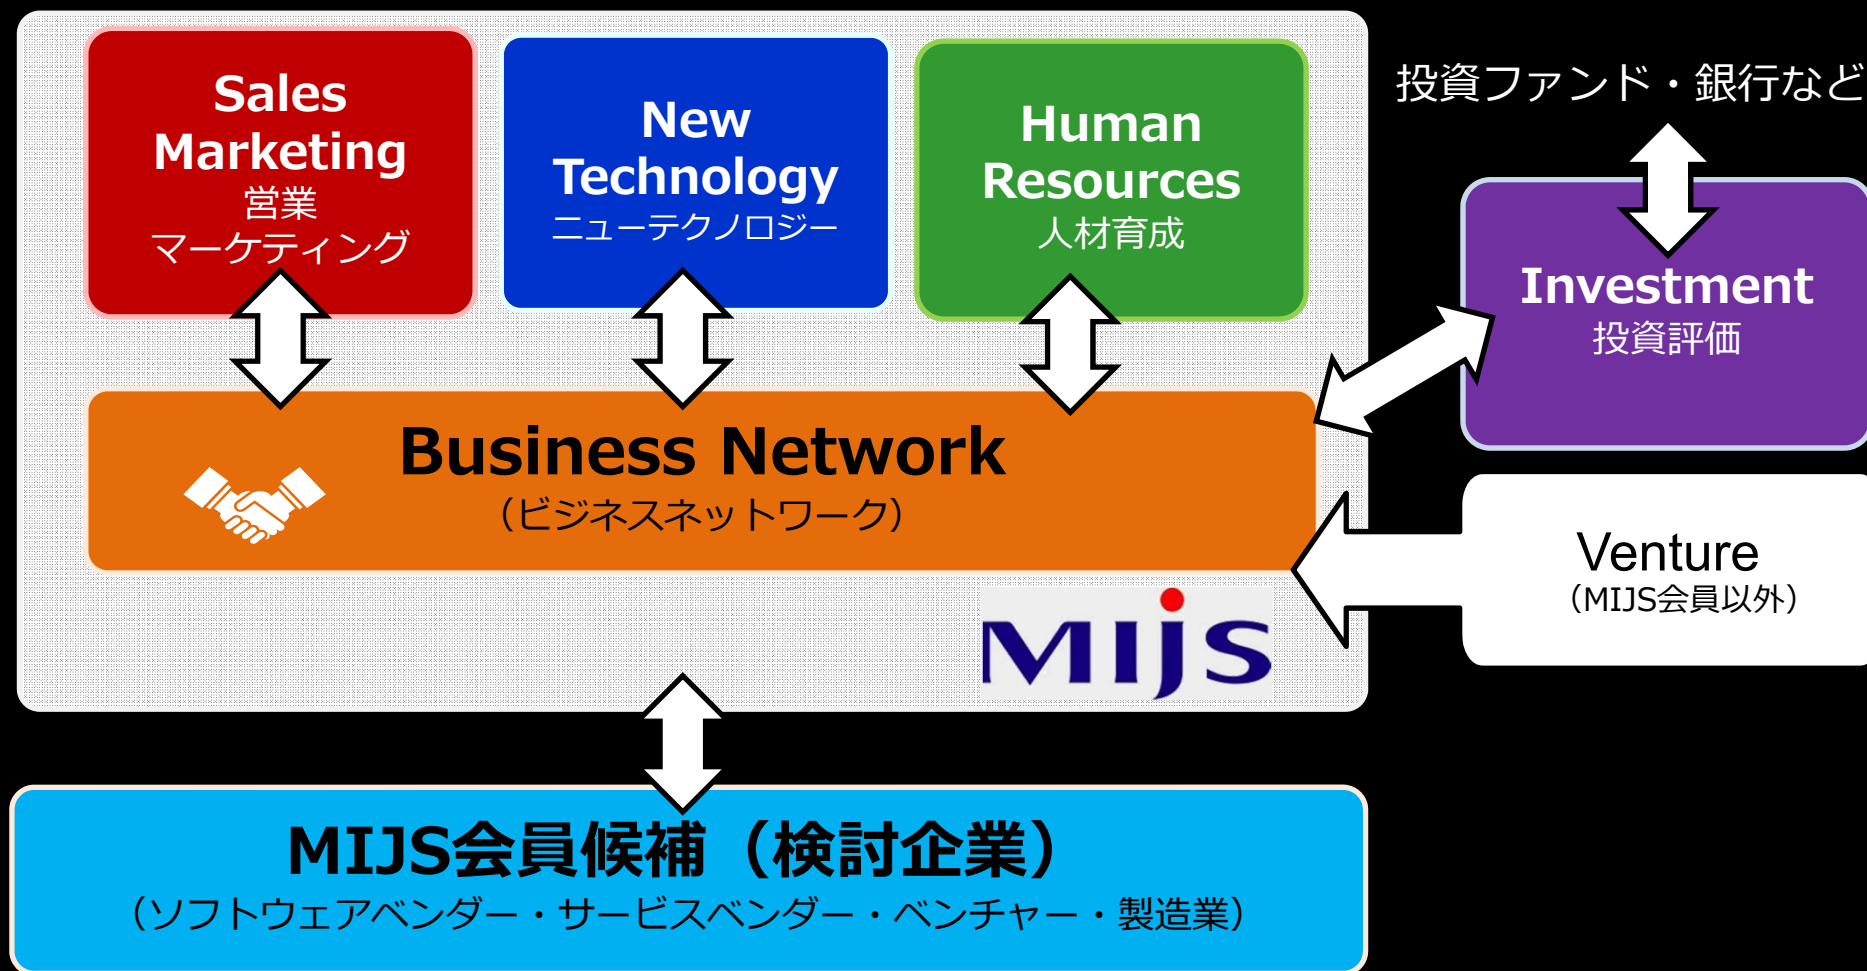 Sales
Marketing
営業
マーケティング
New
Technology
ニューテクノロジー
Human
Resources
人材育成
投資ファンド・銀行など
Investment
投資評価
Business Network
（ビジネスネットワーク）
Venture
（MIJS会員以外）
MIJS
MIJS会員候補（検討企業）
（ソフトウェアベンダー・サービスベンダー・ベンチャー・製造業）